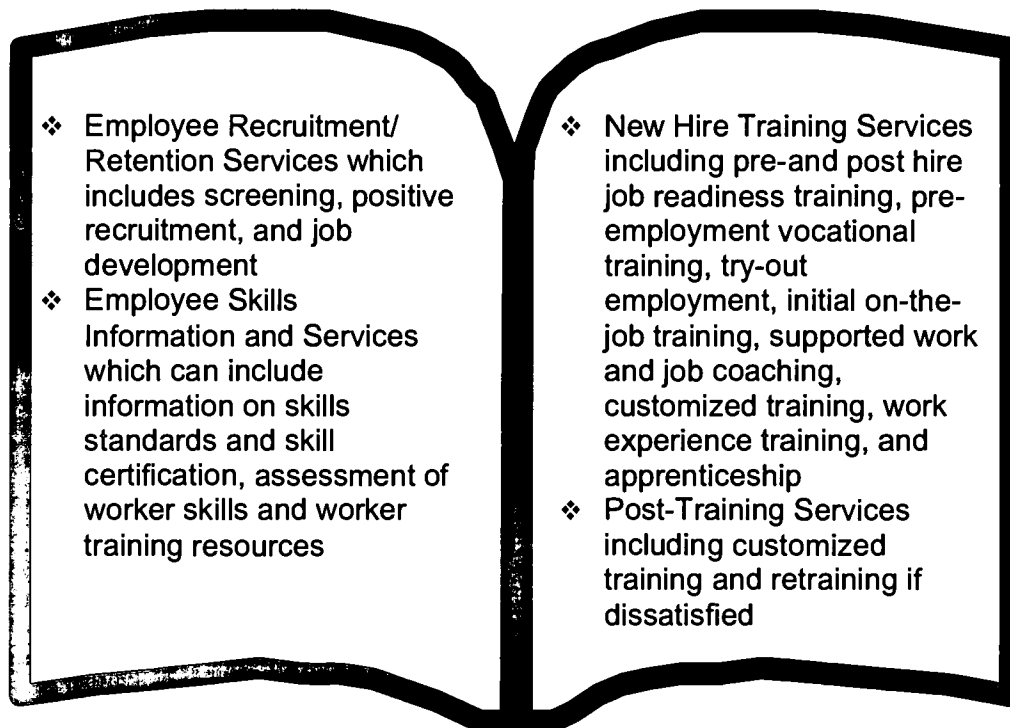 ❖ Employee Recruitment/
Retention Services which
includes screening, positive
recruitment, and job
development
❖ Employee Skills
Information and Services
which can include
information on skills
standards and skill
certification, assessment of
worker skills and worker
training resources
❖ New Hire Training Services
including pre-and post hire
job readiness training, pre-
employment vocational
training, try-out
employment, initial on-the-
job training, supported work
and job coaching,
customized training, work
experience training, and
apprenticeship
❖ Post-Training Services
including customized
training and retraining if
dissatisfied